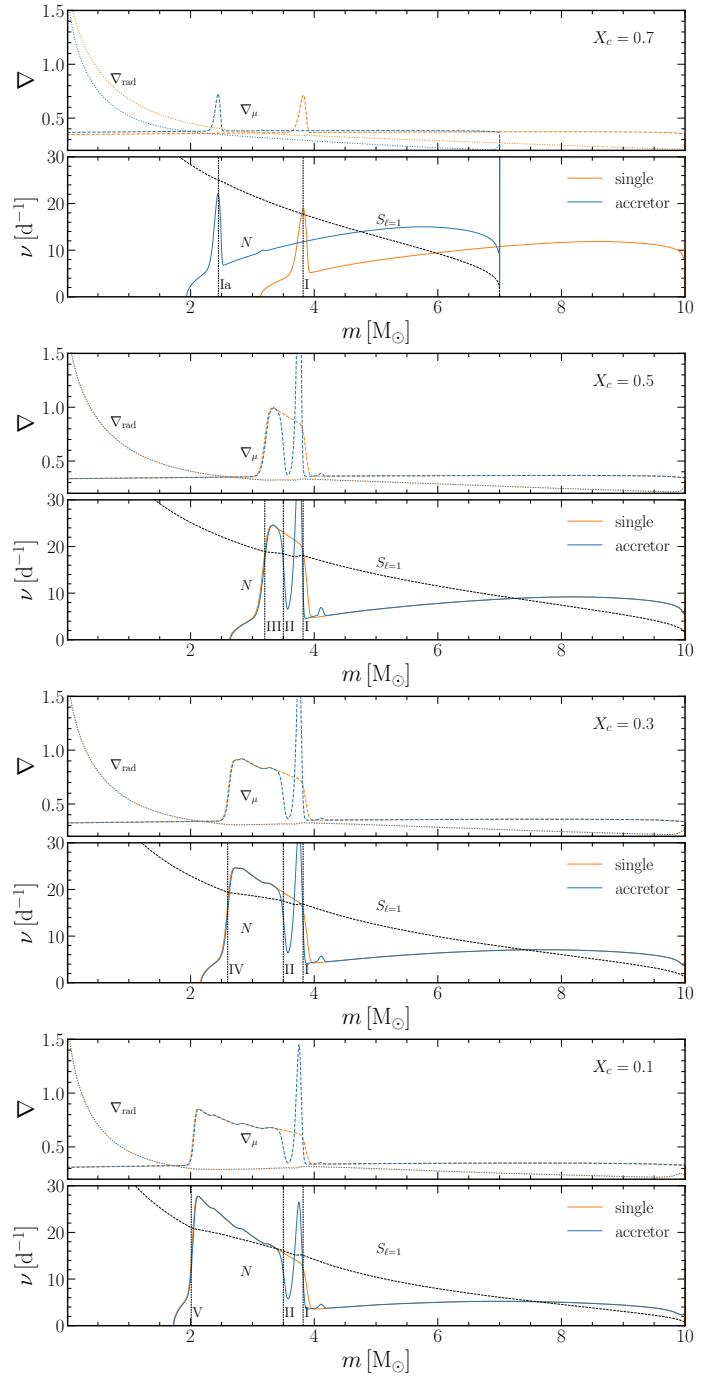 1.5
X_c = 0.7
∇_rad
1.0
∇
∇_μ
0.5
30
single
accretor
S_ℓ=1
20
ν [d⁻¹]
N
10
Ia
I
0
2 4 6 8 10
m [M_⊙]
1.5
X_c = 0.5
∇_rad
1.0
∇
∇_μ
0.5
30
single
accretor
S_ℓ=1
20
ν [d⁻¹]
N
10
III II I
0
2 4 6 8 10
m [M_⊙]
1.5
X_c = 0.3
∇_rad
1.0
∇
∇_μ
0.5
30
single
accretor
S_ℓ=1
20
ν [d⁻¹]
N
10
IV II I
0
2 4 6 8 10
m [M_⊙]
1.5
X_c = 0.1
∇_rad
1.0
∇
∇_μ
0.5
30
single
accretor
S_ℓ=1
20
ν [d⁻¹]
N
10
V II I
0
2 4 6 8 10
m [M_⊙]